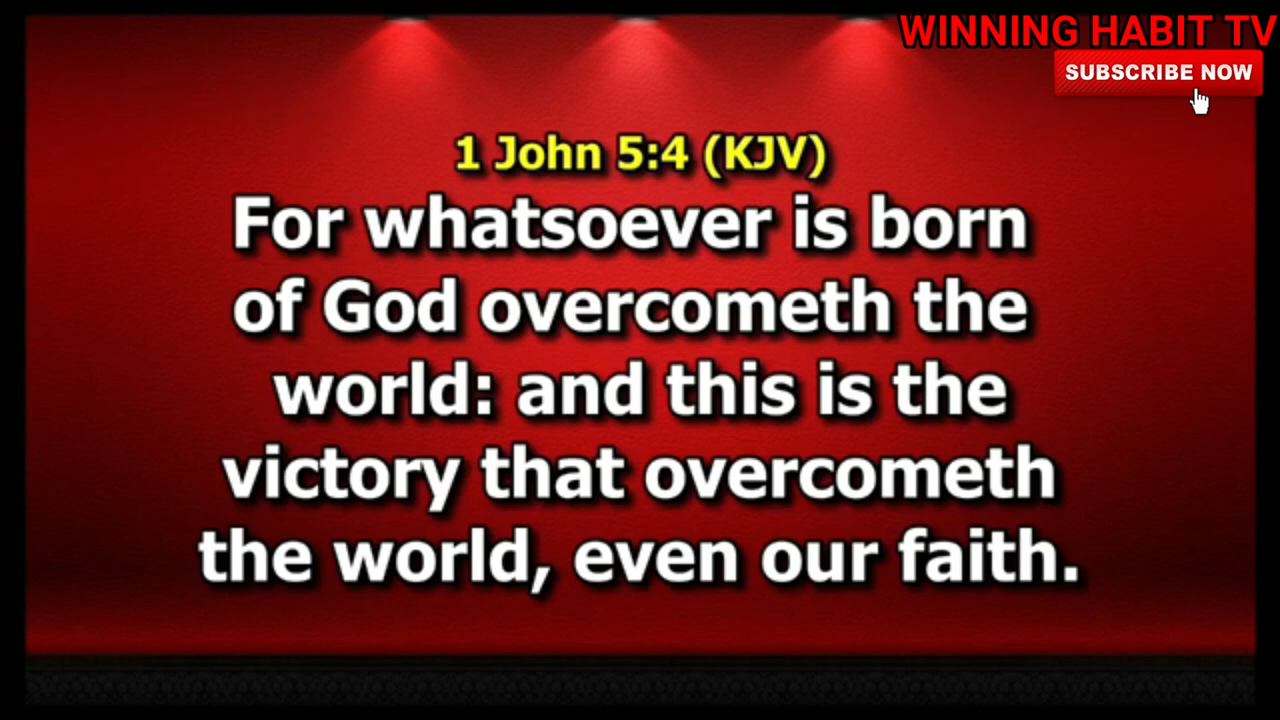 WINNING HABIT TV
SUBSCRIBE NOW
1 John 5:4 (KJV)
For whatsoever is born
of God overcometh the
world: and this is the
victory that overcometh
the world, even our faith.